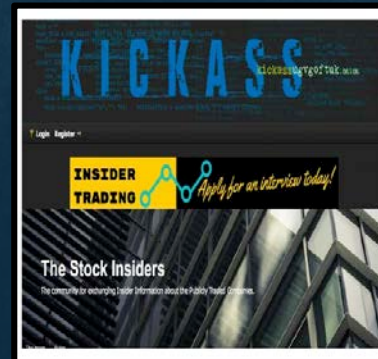 KICKASS
Login Register
INSIDER
TRADING
Apply for an interview today!
The Stock Insiders
The community for exchanging Insider Information about the Publicly Traded Companies.